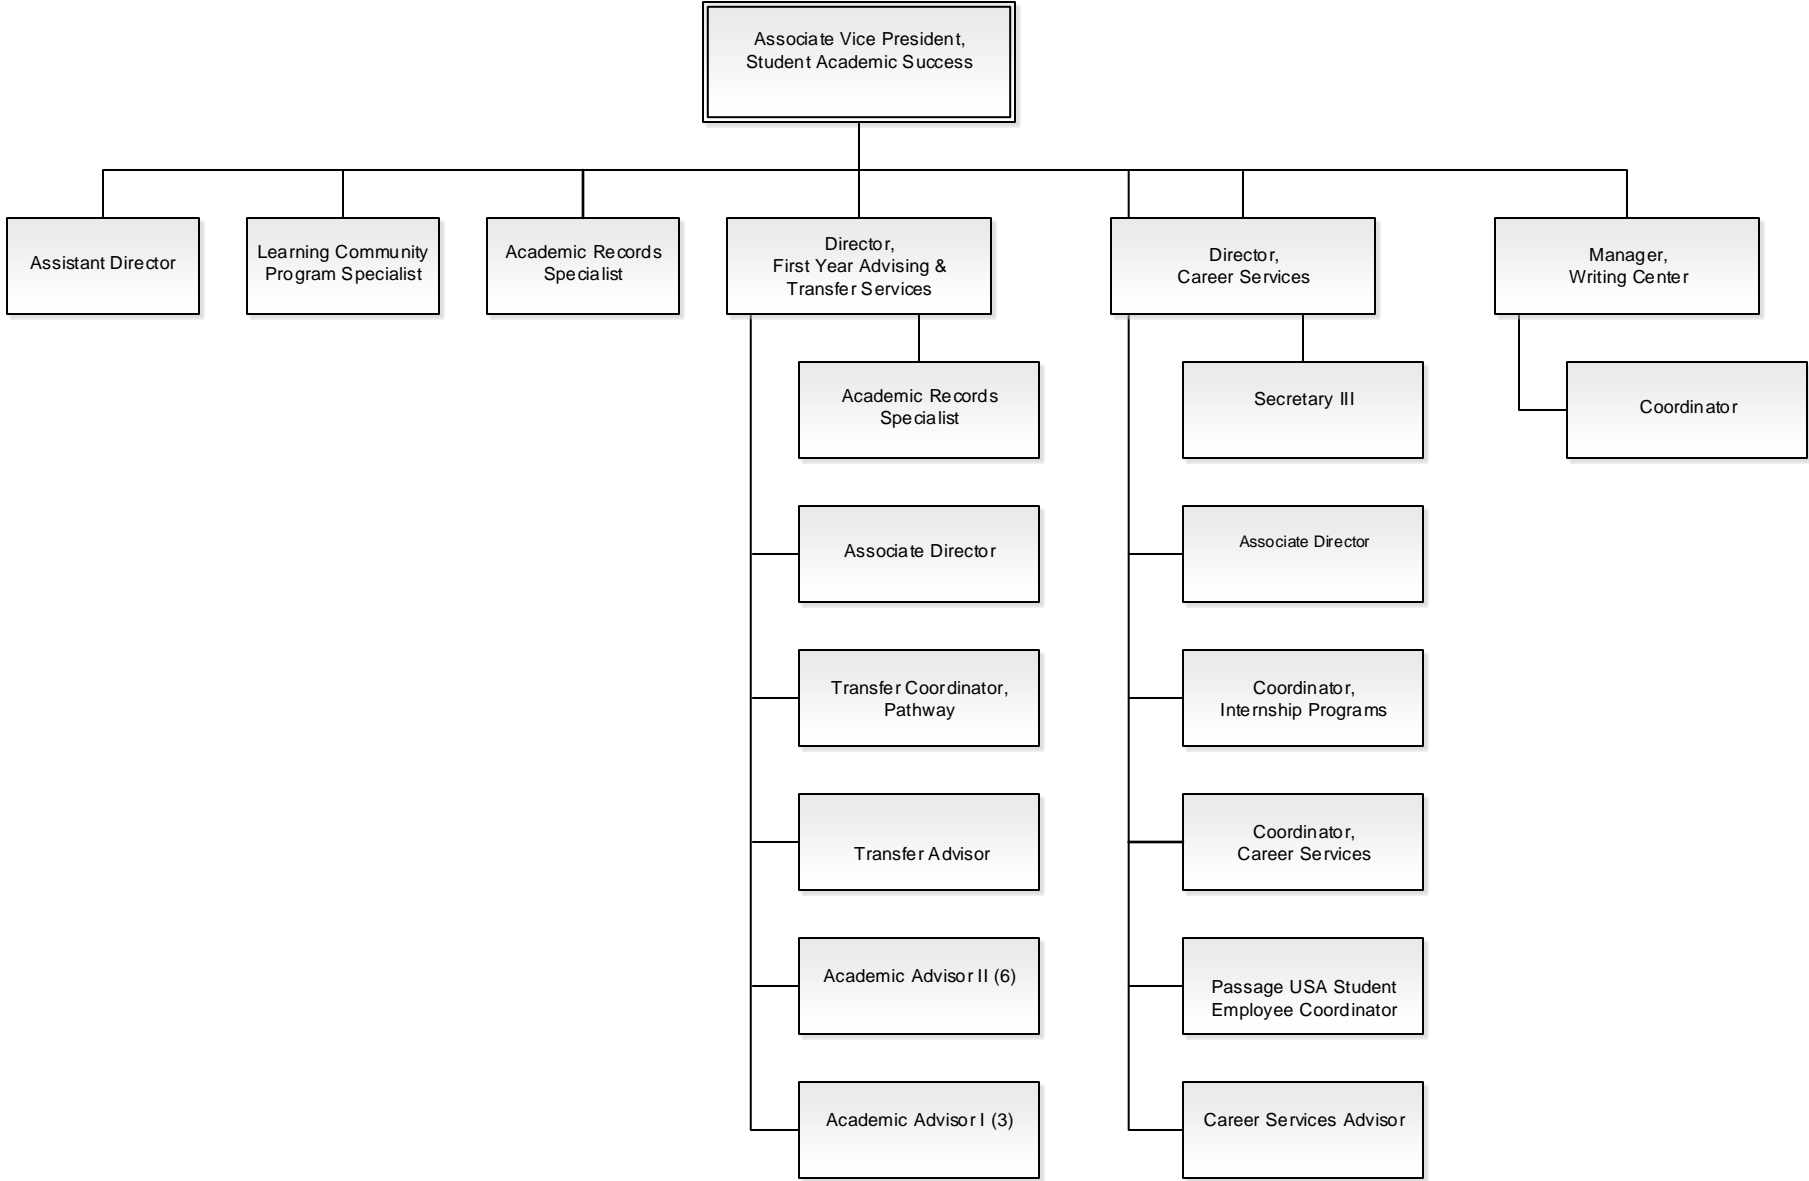 Associate Vice President,
Student Academic Success
Assistant Director
Learning Community
Program Specialist
Academic Records
Specialist
Director,
First Year Advising &
Transfer Services
Director,
Career Services
Manager,
Writing Center
Academic Records
Specialist
Secretary III
Coordinator
Associate Director
Associate Director
Transfer Coordinator,
Pathway
Coordinator,
Internship Programs
Transfer Advisor
Coordinator,
Career Services
Academic Advisor II (6)
Passage USA Student
Employee Coordinator
Academic Advisor I (3)
Career Services Advisor